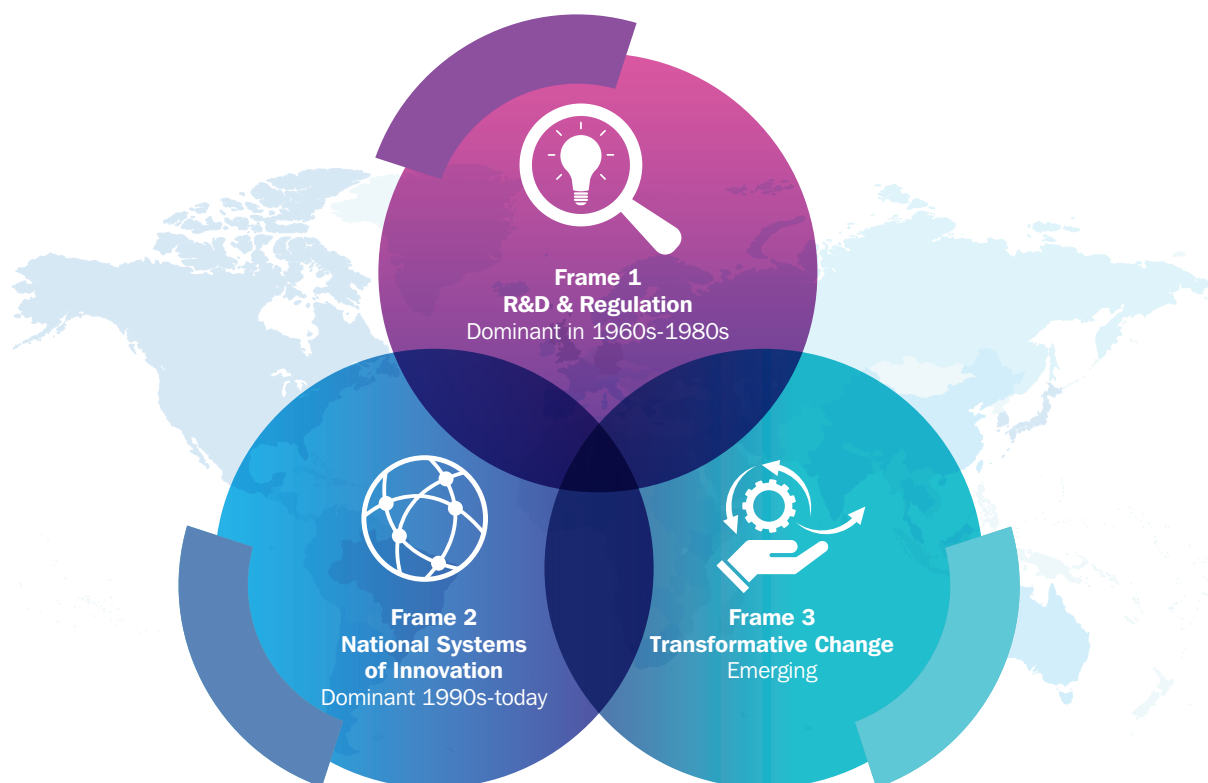 Frame 1
R&D & Regulation
Dominant in 1960s-1980s
Frame 2
National Systems
of Innovation
Dominant 1990s-today
Frame 3
Transformative Change
Emerging